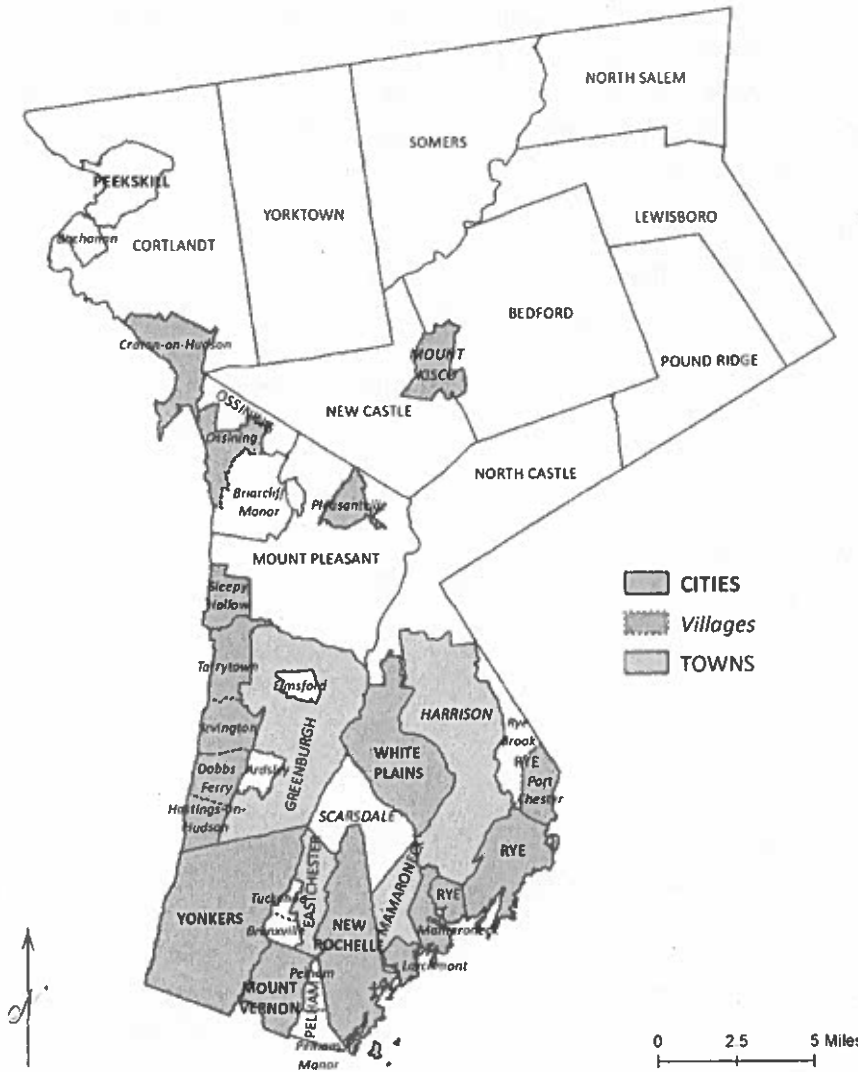 NORTH SALEM
SOMERS
PEEKSKILL
YORKTOWN
LEWISBORO
Buchanan
CORTLANDT
BEDFORD
Croton-on-Hudson
MOUNT
KISCO
POUND RIDGE
OSSINING
NEW CASTLE
Ossining
NORTH CASTLE
Briarcliff
Manor
Pleasantville
MOUNT PLEASANT
CITIES
Villages
TOWNS
Sleepy
Hollow
Tarrytown
Elmsford
HARRISON
Rye
Brook
Irvington
GREENBURGH
WHITE
PLAINS
RYE
Port
Chester
Dobbs
Ferry
Ardsley
Hastings-on-
Hudson
SCARSDALE
RYE
EASTCHESTER
MAMARONECK
Tuckahoe
RYE
YONKERS
Bronxville
NEW
ROCHELLE
Mamaroneck
Larchmont
Pelham
MOUNT
VERNON
PELHAM
Pelham
Manor
0 2.5 5 Miles